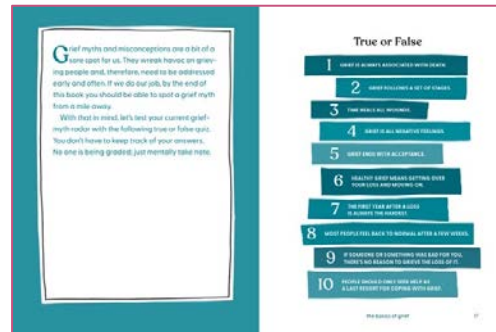 Grief myths and misconceptions are a bit of a
sore spot for us. They wreak havoc on griev-
ing people and, therefore, need to be addressed
early and often. If we do our job, by the end of
this book you should be able to spot a grief myth
from a mile away.
With that in mind, let's test your current grief-
myth radar with the following true or false quiz.
You don't have to keep track of your answers.
No one is being graded; just mentally take note.
True or False
1 GRIEF IS ALWAYS ASSOCIATED WITH DEATH.
2 GRIEF FOLLOWS A SET OF STAGES.
3 TIME HEALS ALL WOUNDS.
4 GRIEF IS ALL NEGATIVE FEELINGS.
5 GRIEF ENDS WITH ACCEPTANCE.
6 HEALTHY GRIEF MEANS GETTING OVER
YOUR LOSS AND MOVING ON.
7 THE FIRST YEAR AFTER A LOSS
IS ALWAYS THE HARDEST.
8 MOST PEOPLE FEEL BACK TO NORMAL AFTER A FEW WEEKS.
9 IF SOMEONE OR SOMETHING WAS BAD FOR YOU,
THERE'S NO REASON TO GRIEVE THE LOSS OF IT.
10 PEOPLE SHOULD ONLY SEEK HELP AS
A LAST RESORT FOR COPING WITH GRIEF.
the basics of grief 17